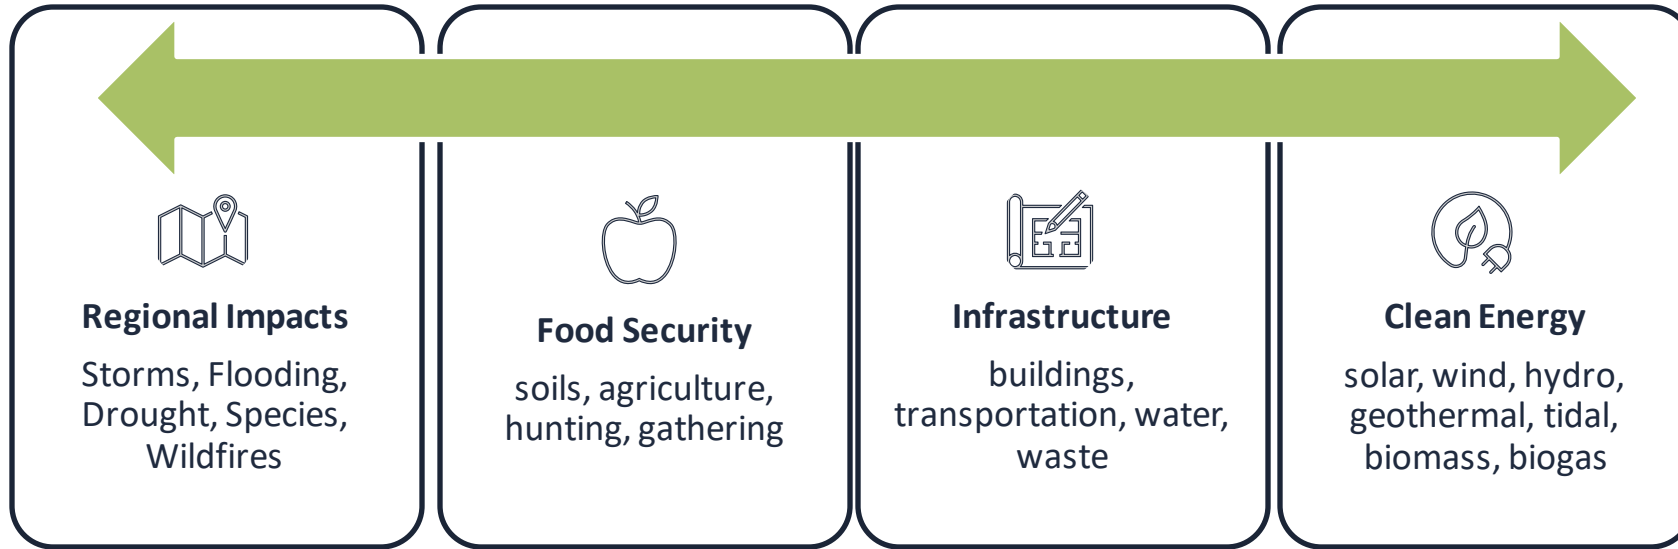 Regional Impacts
Storms, Flooding,
Drought, Species,
Wildfires
Food Security
soils, agriculture,
hunting, gathering
Infrastructure
buildings,
transportation, water,
waste
Clean Energy
solar, wind, hydro,
geothermal, tidal,
biomass, biogas